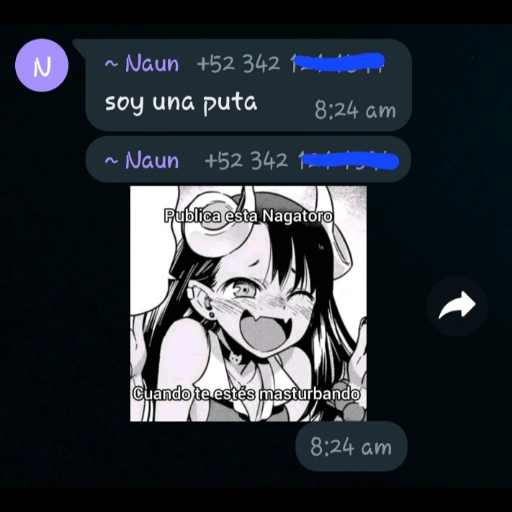 N
~ Naun +52 342
soy una puta
8:24 am
~ Naun +52 342
Publica esta Nagatoro
Cuando te estés masturbando
8:24 am